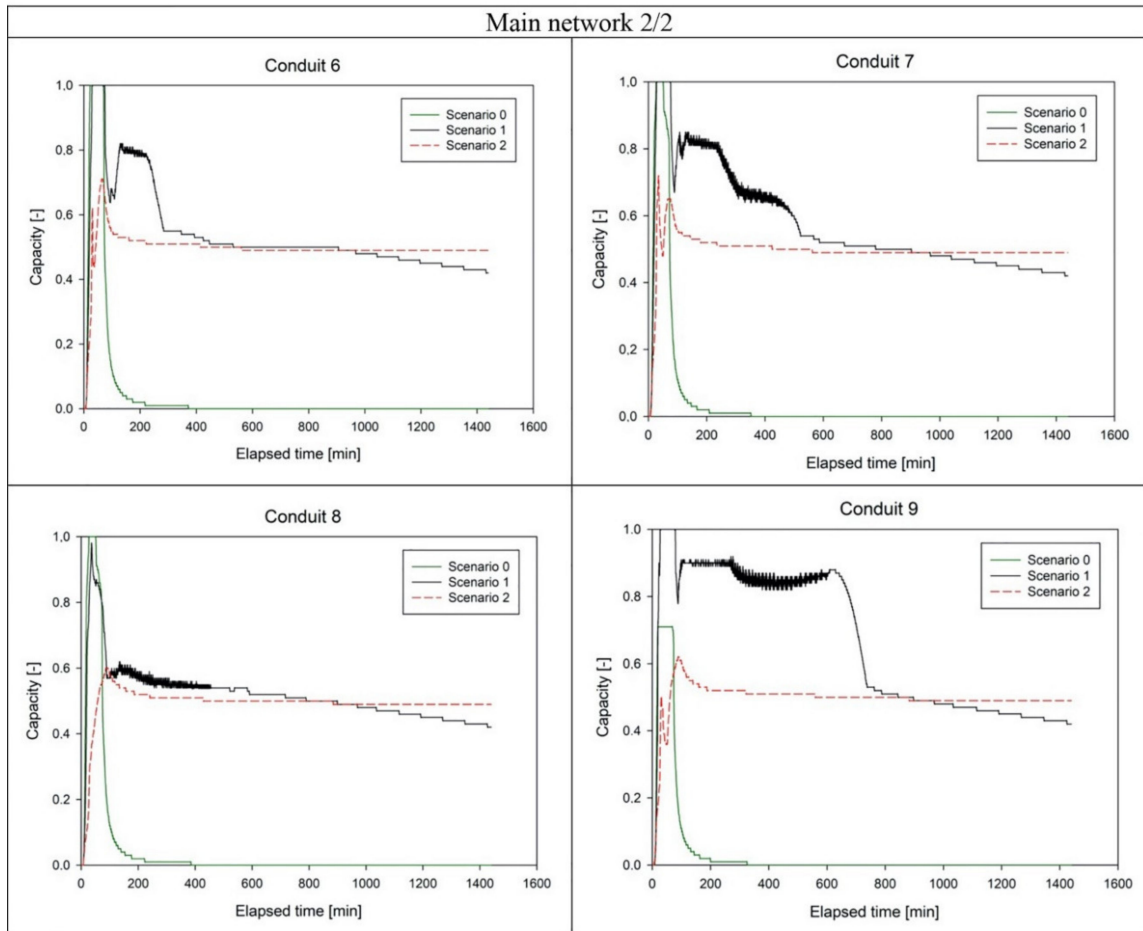 Main network 2/2
Conduit 6
Capacity [-]
1.0
0.8
0.6
0.4
0.2
0.0
Scenario 0
Scenario 1
Scenario 2
0 200 400 600 800 1000 1200 1400 1600
Elapsed time [min]
Conduit 7
Capacity [-]
1.0
0.8
0.6
0.4
0.2
0.0
Scenario 0
Scenario 1
Scenario 2
0 200 400 600 800 1000 1200 1400 1600
Elapsed time [min]
Conduit 8
Capacity [-]
1.0
0.8
0.6
0.4
0.2
0.0
Scenario 0
Scenario 1
Scenario 2
0 200 400 600 800 1000 1200 1400 1600
Elapsed time [min]
Conduit 9
Capacity [-]
1.0
0.8
0.6
0.4
0.2
0.0
Scenario 0
Scenario 1
Scenario 2
0 200 400 600 800 1000 1200 1400 1600
Elapsed time [min]